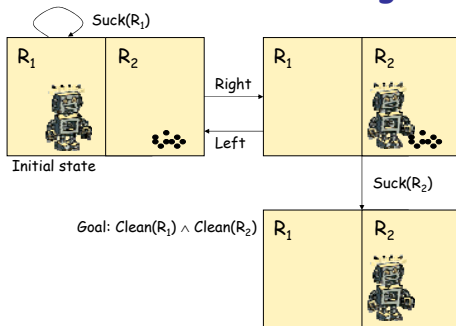 Suck(R₁)
R₁ R₂ R₁ R₂
Right
Left
Initial state
Suck(R₂)
Goal: Clean(R₁) ∧ Clean(R₂)
R₁ R₂